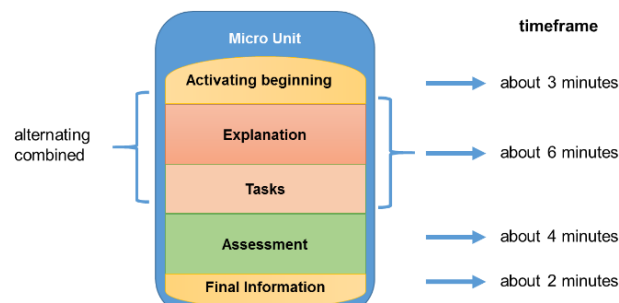 timeframe
Micro Unit
Activating beginning
about 3 minutes
alternating
combined
Explanation
about 6 minutes
Tasks
Assessment
about 4 minutes
Final Information
about 2 minutes